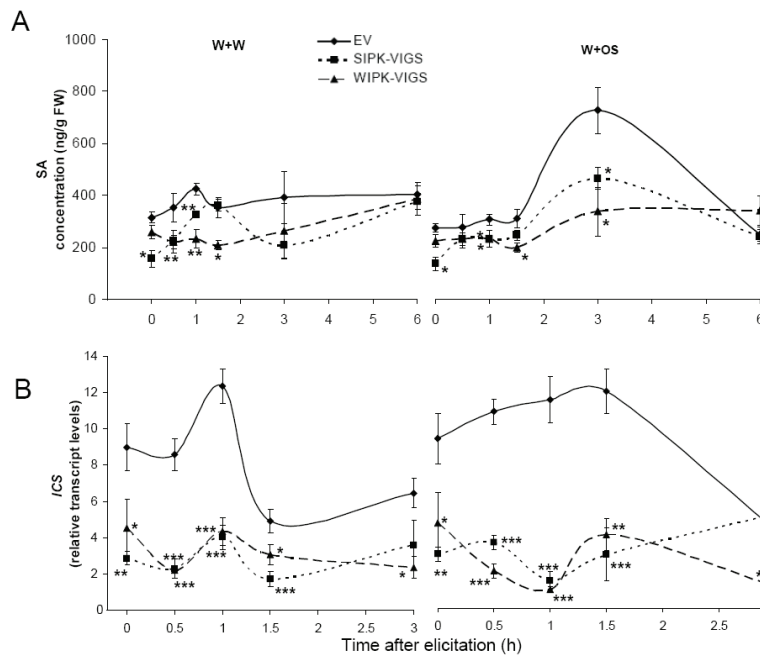 A
W+W
EV
SIPK-VIGS
WIPK-VIGS
W+OS
SA
concentration (ng/g FW)
1000
800
600
400
200
0
** * ** ** *
* * * * * *
0 1 2 3 4 5 6
0 1 2 3 4 5 6
B
ICS
(relative transcript levels)
14
12
10
8
6
4
2
0
* ** *** *** *** *** * *** *
* ** *** *** *** *** ** *** *
0 0.5 1 1.5 2 2.5 3
0 0.5 1 1.5 2 2.5
Time after elicitation (h)